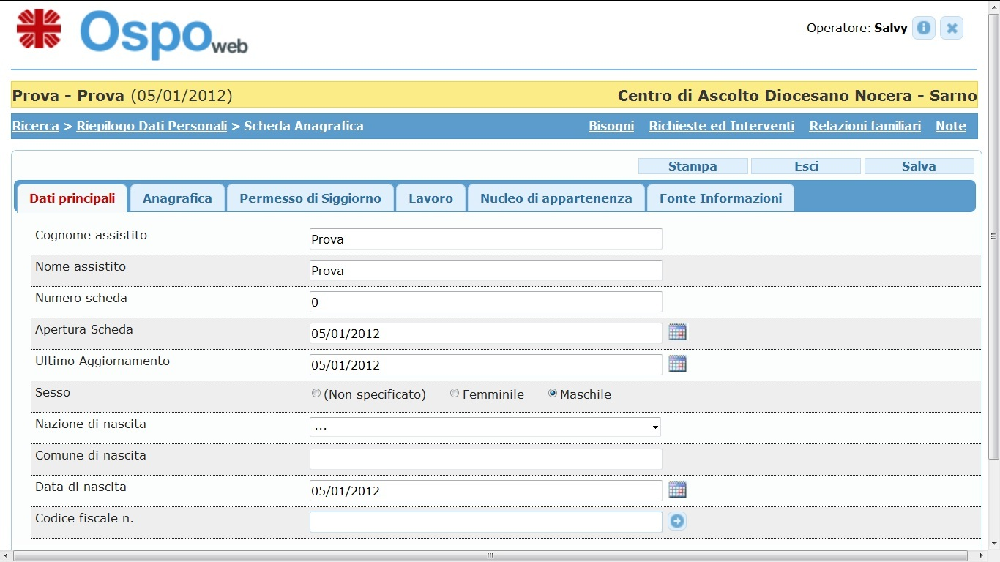 Ospo web
Operatore: Salvy
Prova - Prova (05/01/2012) Centro di Ascolto Diocesano Nocera - Sarno
Ricerca > Riepilogo Dati Personali > Scheda Anagrafica Bisogni Richieste ed Interventi Relazioni familiari Note
Stampa Esci Salva
Dati principali Anagrafica Permesso di Siggiorno Lavoro Nucleo di appartenenza Fonte Informazioni
Cognome assistito Prova
Nome assistito Prova
Numero scheda 0
Apertura Scheda 05/01/2012
Ultimo Aggiornamento 05/01/2012
Sesso (Non specificato) Femminile Maschile
Nazione di nascita ...
Comune di nascita
Data di nascita 05/01/2012
Codice fiscale n.